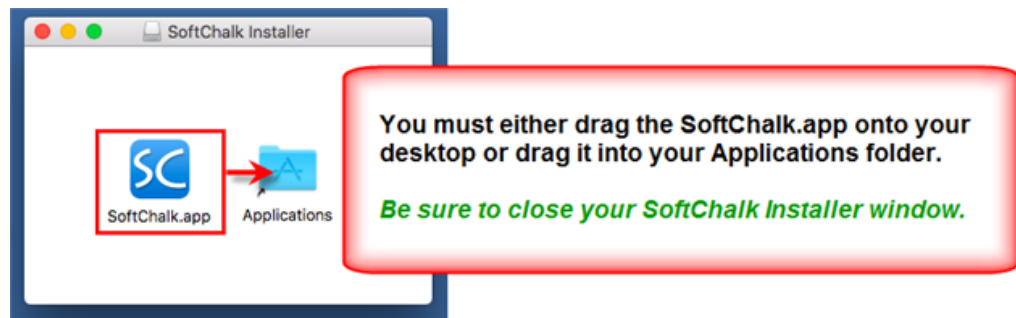 SoftChalk Installer
SC
SoftChalk.app
Applications
You must either drag the SoftChalk.app onto your
desktop or drag it into your Applications folder.
Be sure to close your SoftChalk Installer window.